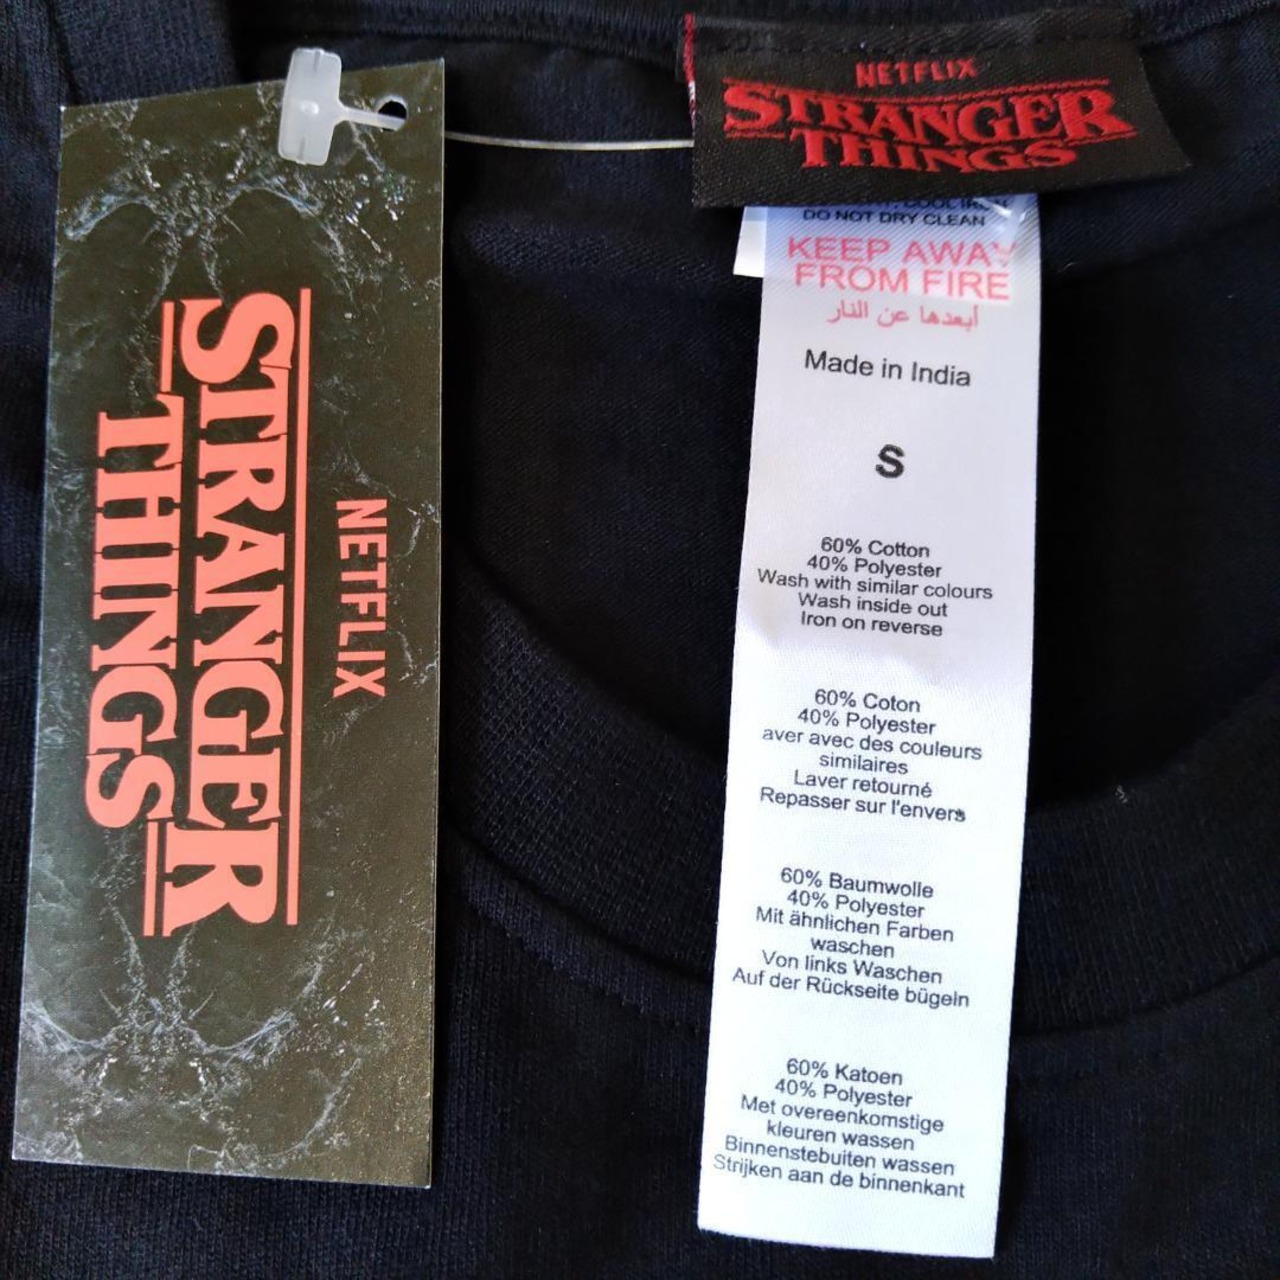 NETFLIX
STRANGER
THINGS
NETFLIX
STRANGER
THINGS
COOL IRON
DO NOT DRY CLEAN
KEEP AWAY
FROM FIRE
أبعدها عن النار
Made in India
S
60% Cotton
40% Polyester
Wash with similar colours
Wash inside out
Iron on reverse
60% Coton
40% Polyester
aver avec des couleurs
similaires
Laver retourné
Repasser sur l'envers
60% Baumwolle
40% Polyester
Mit ähnlichen Farben
waschen
Von links Waschen
Auf der Rückseite bügeln
60% Katoen
40% Polyester
Met overeenkomstige
kleuren wassen
Binnenstebuiten wassen
Strijken aan de binnenkant